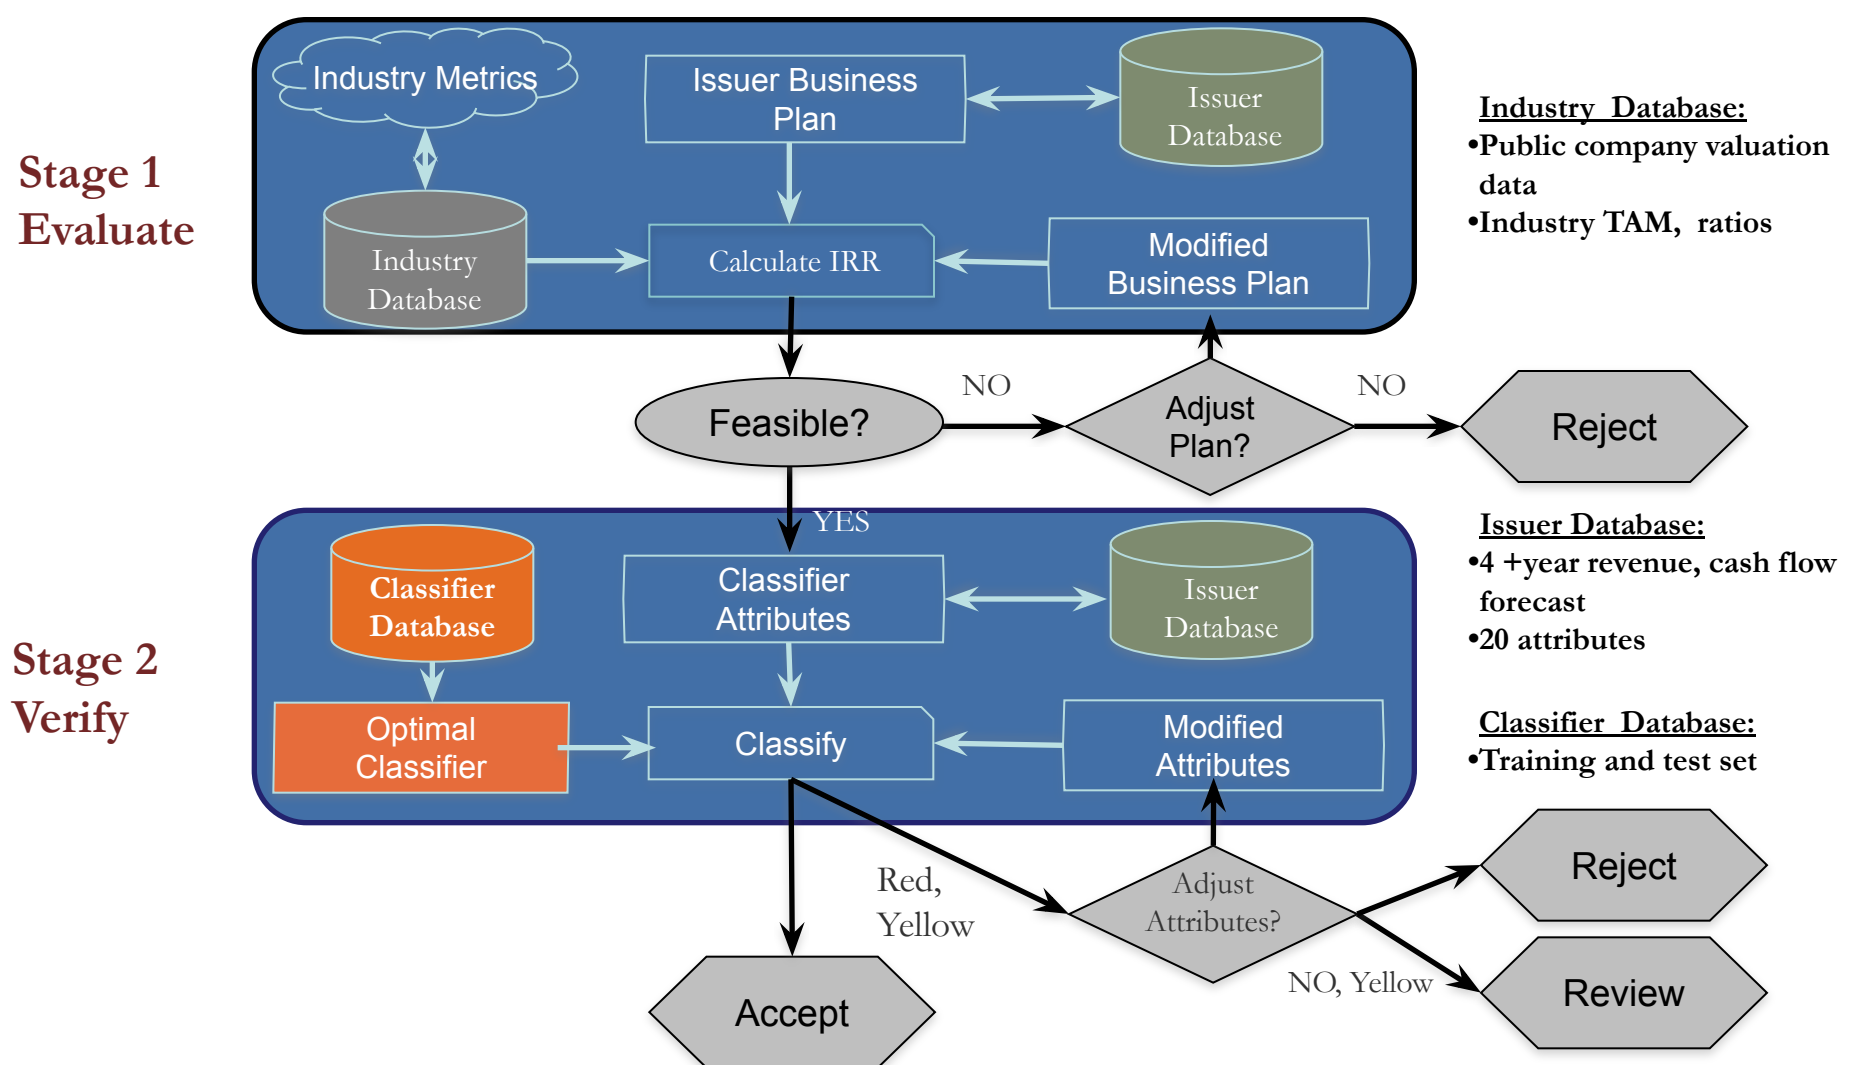 Stage 1
Evaluate
Industry Metrics
Issuer Business
Plan
Issuer
Database
Industry
Database
Calculate IRR
Modified
Business Plan
Industry  Database:
•Public company valuation
data
•Industry TAM,  ratios
Feasible?
NO
Adjust
Plan?
NO
Reject
YES
Stage 2
Verify
Classifier
Database
Classifier
Attributes
Issuer
Database
Optimal
Classifier
Classify
Modified
Attributes
Issuer Database:
•4 +year revenue, cash flow
forecast
•20 attributes
Classifier  Database:
•Training and test set
Red,
Yellow
Adjust
Attributes?
Reject
NO, Yellow
Review
Accept